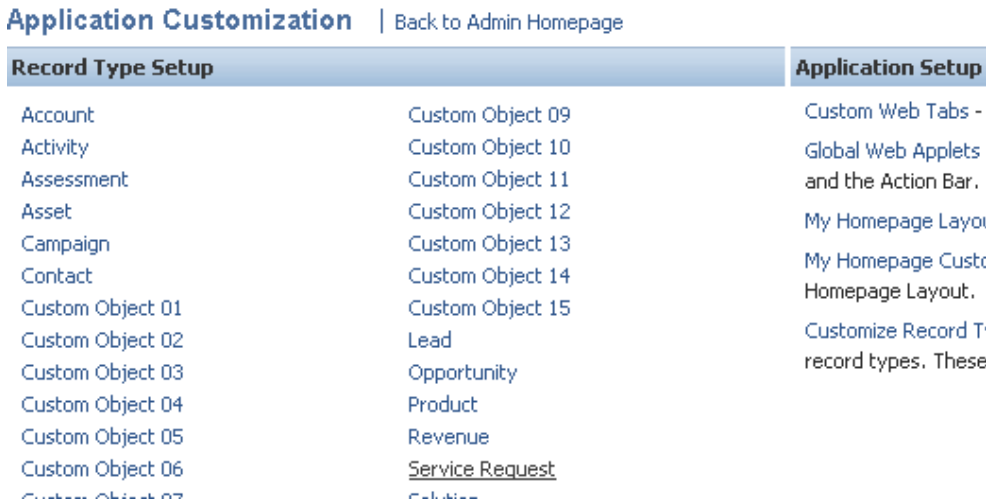 Application Customization | Back to Admin Homepage
Record Type Setup
Account
Activity
Assessment
Asset
Campaign
Contact
Custom Object 01
Custom Object 02
Custom Object 03
Custom Object 04
Custom Object 05
Custom Object 06
Custom Object 07
Custom Object 09
Custom Object 10
Custom Object 11
Custom Object 12
Custom Object 13
Custom Object 14
Custom Object 15
Lead
Opportunity
Product
Revenue
Service Request
Solution
Application Setup
Custom Web Tabs -
Global Web Applets
and the Action Bar.
My Homepage Layou
My Homepage Custo
Homepage Layout.
Customize Record T
record types. These